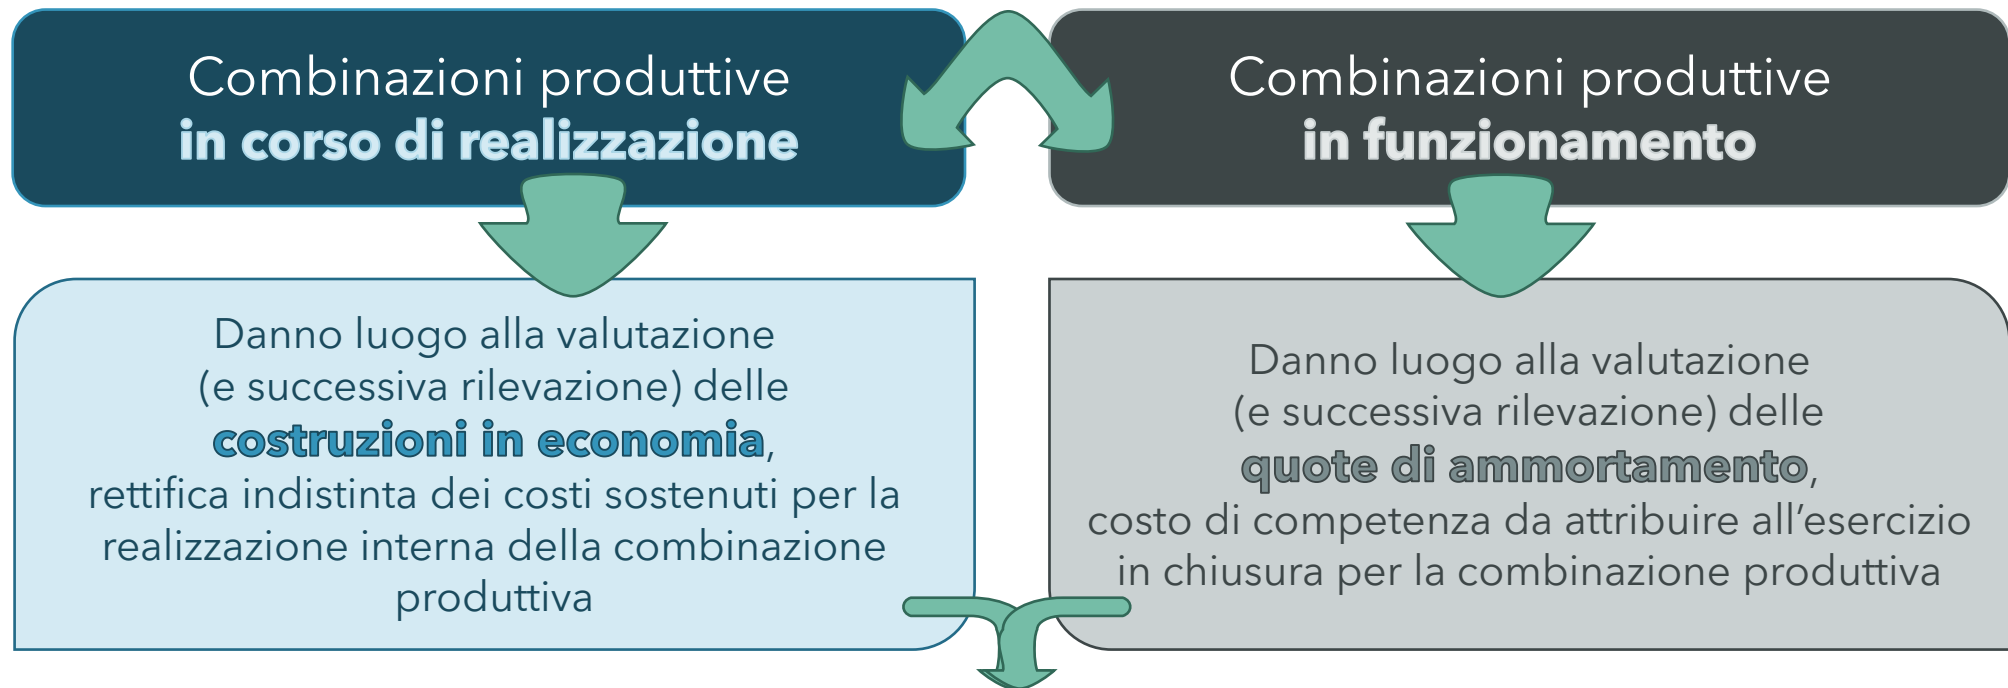 Combinazioni produttive
in corso di realizzazione
Combinazioni produttive
in funzionamento
Danno luogo alla valutazione
(e successiva rilevazione) delle
costruzioni in economia,
rettifica indistinta dei costi sostenuti per la
realizzazione interna della combinazione
produttiva
Danno luogo alla valutazione
(e successiva rilevazione) delle
quote di ammortamento,
costo di competenza da attribuire all’esercizio
in chiusura per la combinazione produttiva